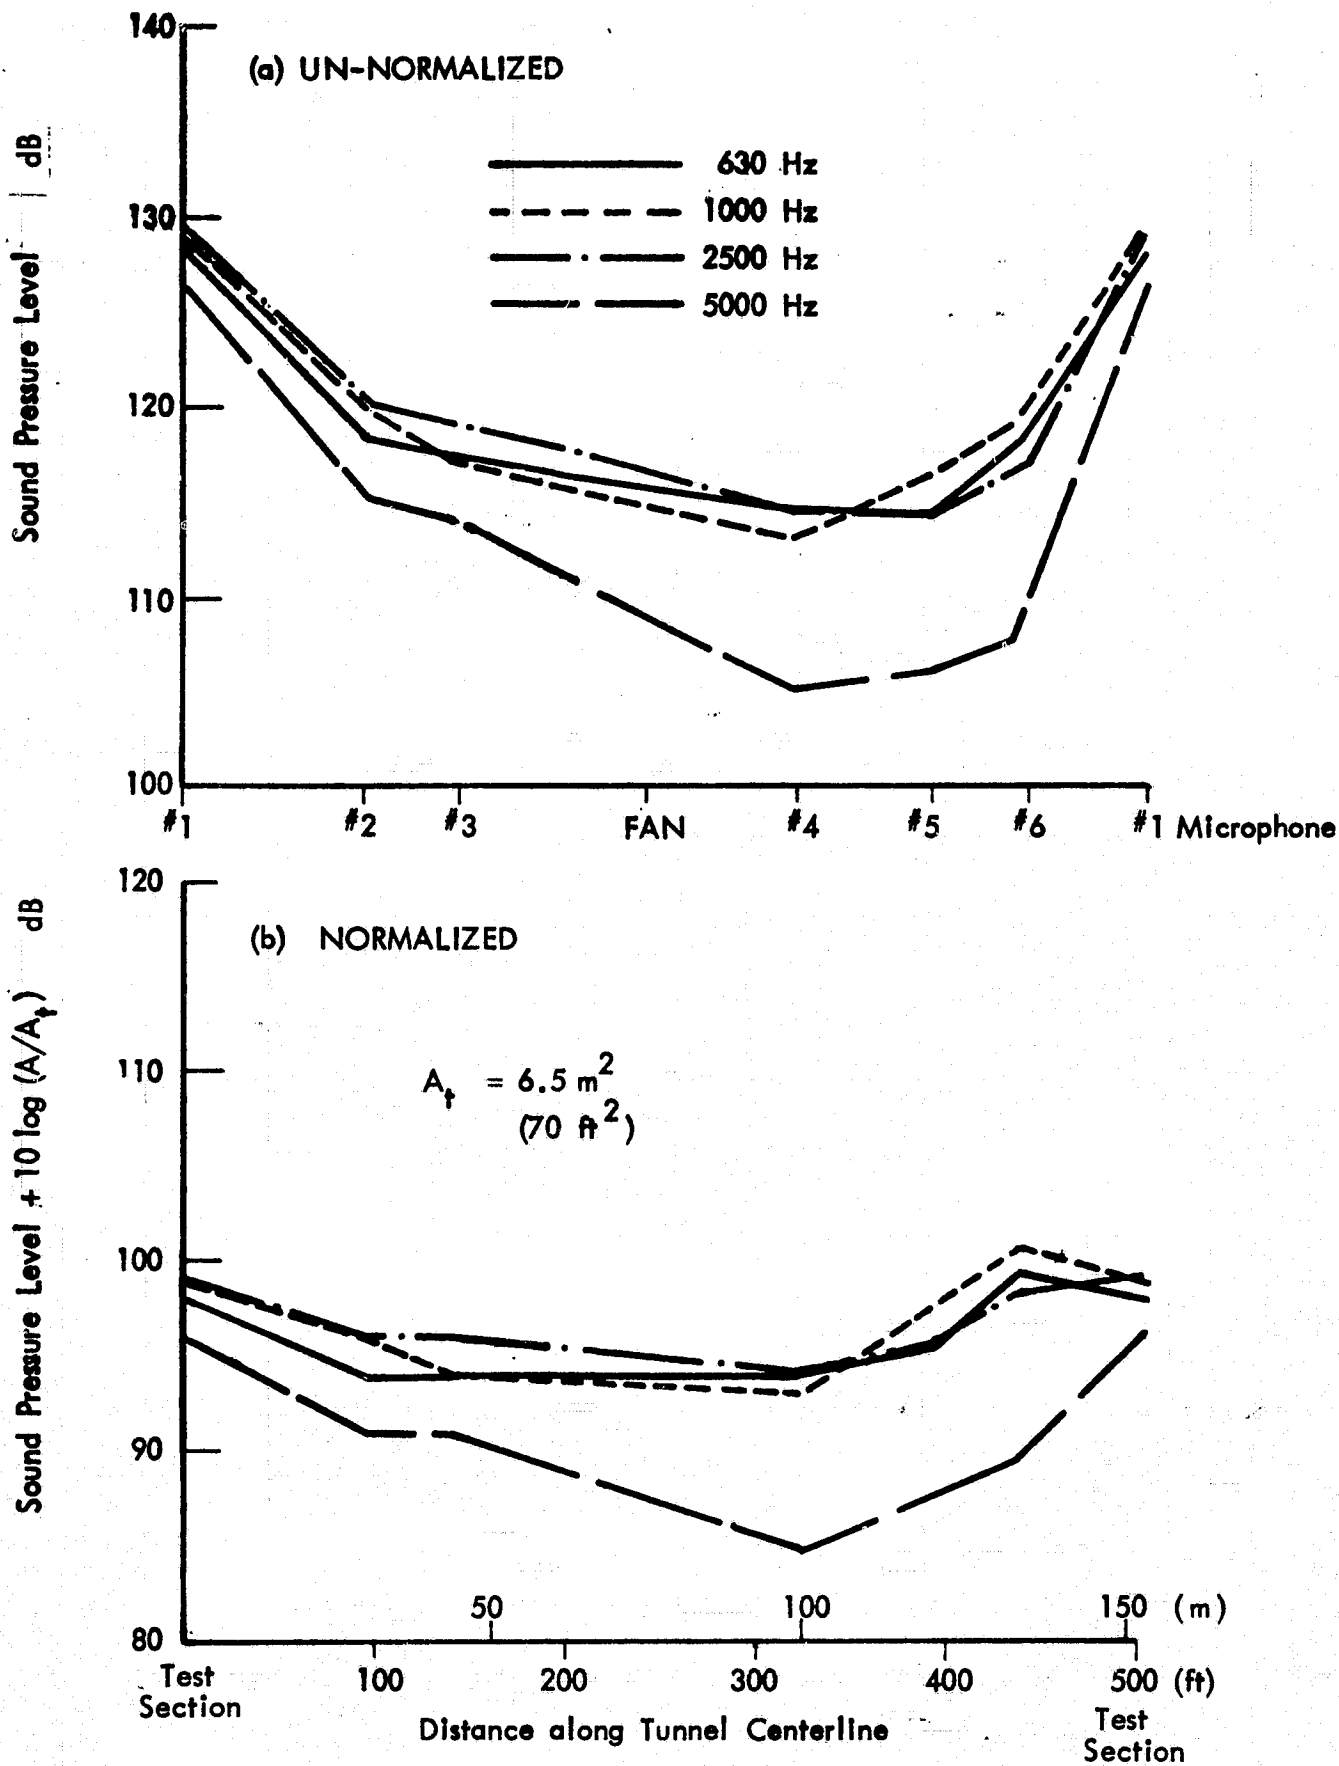 140
(a) UN-NORMALIZED
630 Hz
130
1000 Hz
2500 Hz
5000 Hz
120
110
100
Sound Pressure Level dB
#1 #2 #3 FAN #4 #5 #6 #1 Microphone
120
(b) NORMALIZED
110
A_t = 6.5 m²
(70 ft²)
100
90
80
Sound Pressure Level + 10 log (A/A_t) dB
50 100 150 (m)
Test Section
100 200 300 400 500 (ft)
Test Section
Distance along Tunnel Centerline